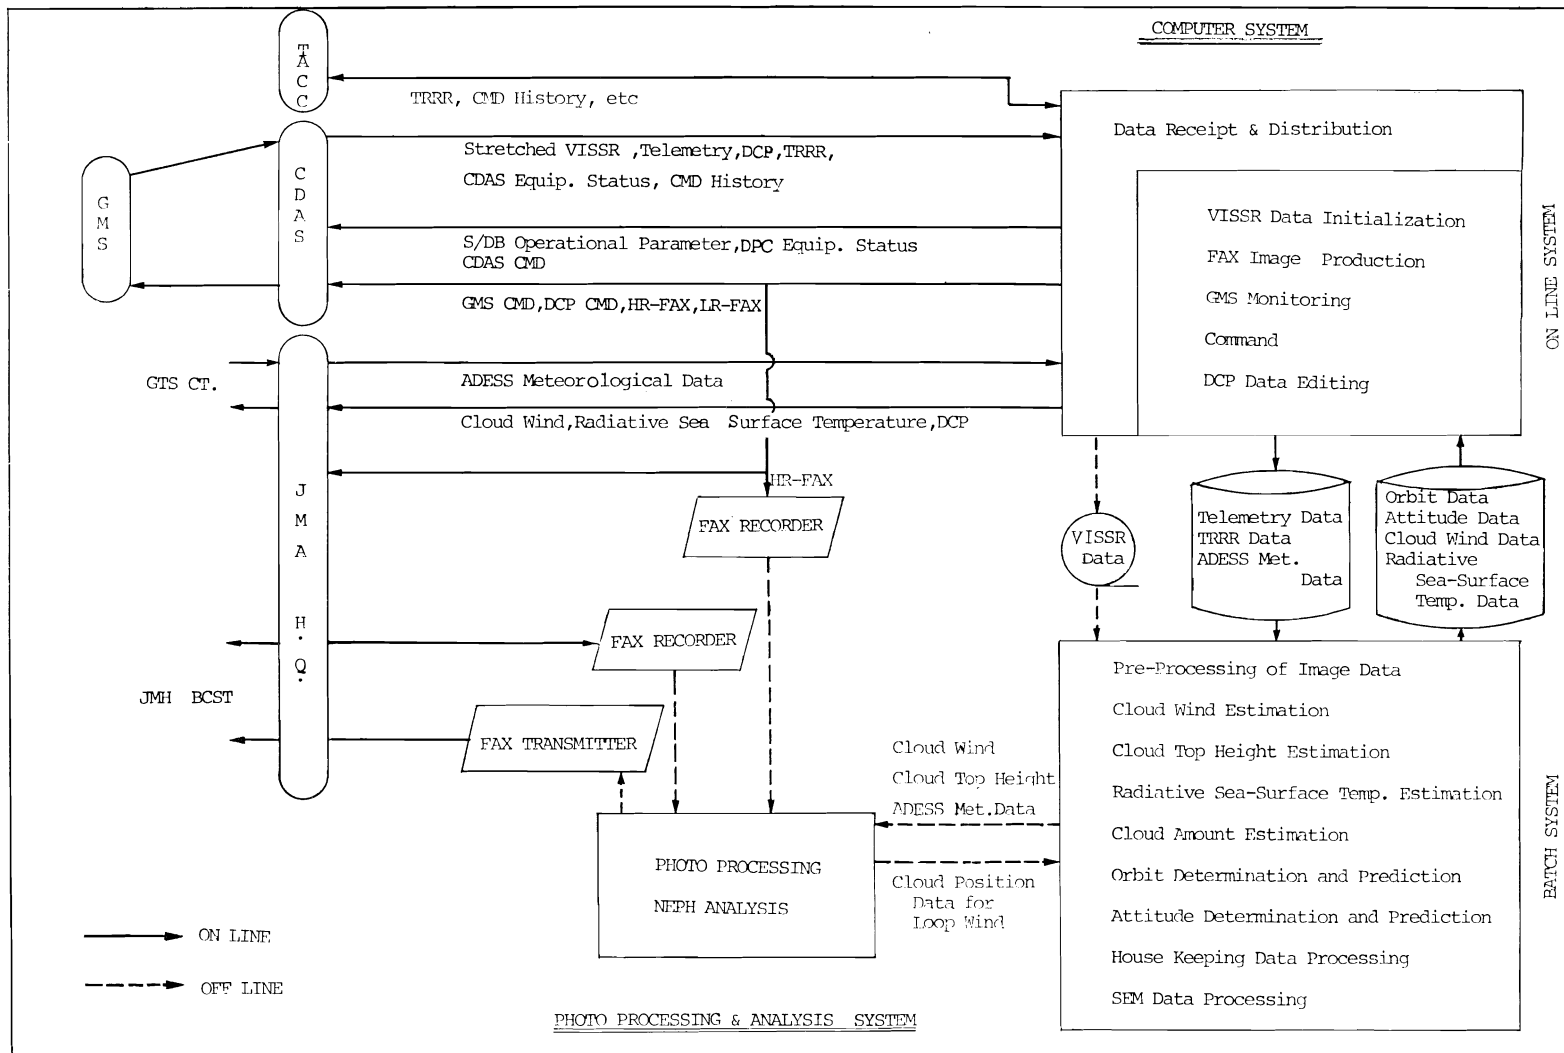 COMPUTER SYSTEM
TACC
TRRR, CMD History, etc
Data Receipt & Distribution
CDAS
Stretched VISSR ,Telemetry,DCP,TRRR,
CDAS Equip. Status, CMD History
GMS
VISSR Data Initialization
FAX Image Production
GMS Monitoring
Command
DCP Data Editing
ON LINE SYSTEM
S/DB Operational Parameter,DPC Equip. Status
CDAS CMD
GMS CMD,DCP CMD,HR-FAX,LR-FAX
GTS CT.
ADESS Meteorological Data
Cloud Wind,Radiative Sea Surface Temperature,DCP
JMA H.Q.
HR-FAX
FAX RECORDER
VISSR
Data
Telemetry Data
TRRR Data
ADESS Met.
Data
Orbit Data
Attitude Data
Cloud Wind Data
Radiative
Sea-Surface
Temp. Data
FAX RECORDER
JMH BCST
FAX TRANSMITTER
Cloud Wind
Cloud Top Height
ADESS Met.Data
PHOTO PROCESSING
NEPH ANALYSIS
Cloud Position
Data for
Loop Wind
Pre-Processing of Image Data
Cloud Wind Estimation
Cloud Top Height Estimation
Radiative Sea-Surface Temp. Estimation
Cloud Amount Estimation
Orbit Determination and Prediction
Attitude Determination and Prediction
House Keeping Data Processing
SEM Data Processing
BATCH SYSTEM
ON LINE
OFF LINE
PHOTO PROCESSING & ANALYSIS SYSTEM